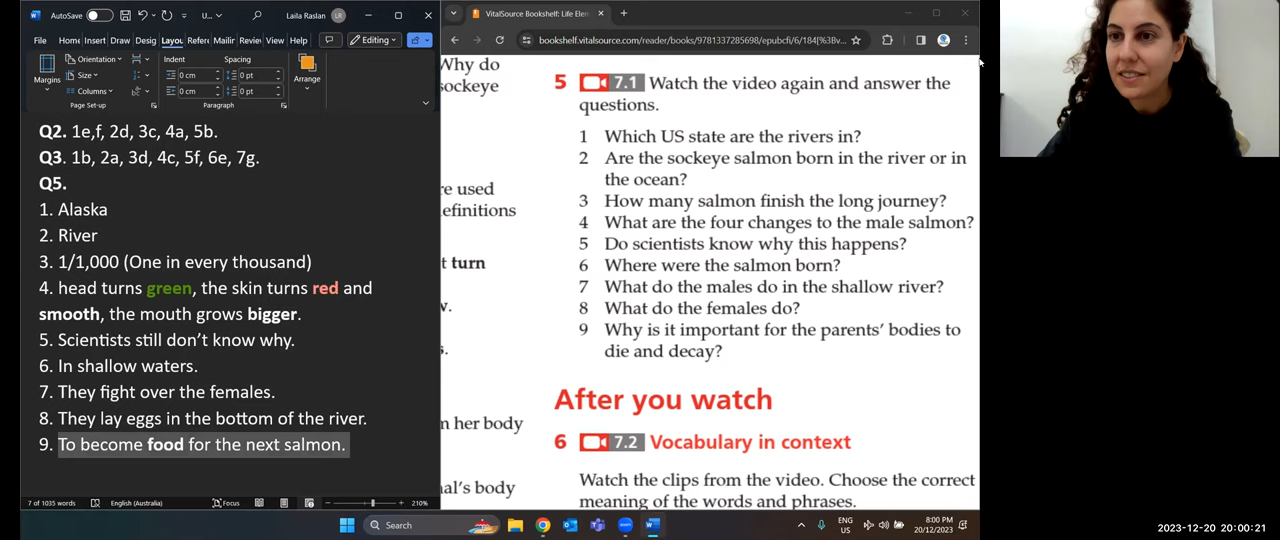 AutoSave
U...
Laila Raslan
LR
File
Home
Insert
Draw
Desig
Layou
Refere
Mailin
Review
View
Help
Editing
Margins
Orientation
Size
Columns
Page Set-up
Indent
Spacing
0 cm
0 pt
0 cm
0 pt
Paragraph
Arrange
Q2. 1e,f, 2d, 3c, 4a, 5b.
Q3. 1b, 2a, 3d, 4c, 5f, 6e, 7g.
Q5.
1. Alaska
2. River
3. 1/1,000 (One in every thousand)
4. head turns green, the skin turns red and
smooth, the mouth grows bigger.
5. Scientists still don't know why.
6. In shallow waters.
7. They fight over the females.
8. They lay eggs in the bottom of the river.
9. To become food for the next salmon.
7 of 1035 words
English (Australia)
Focus
210%
VitalSource Bookshelf: Life Elem
bookshelf.vitalsource.com/reader/books/9781337285698/epubcfi/6/184[%3Bv...
Why do
sockeye
re used
efinitions
t turn
w.
s.
n her body
nal's body
5 7.1 Watch the video again and answer the
questions.
1 Which US state are the rivers in?
2 Are the sockeye salmon born in the river or in
the ocean?
3 How many salmon finish the long journey?
4 What are the four changes to the male salmon?
5 Do scientists know why this happens?
6 Where were the salmon born?
7 What do the males do in the shallow river?
8 What do the females do?
9 Why is it important for the parents' bodies to
die and decay?
After you watch
6 7.2 Vocabulary in context
Watch the clips from the video. Choose the correct
meaning of the words and phrases.
Search
ENG
US
8:00 PM
20/12/2023
2023-12-20 20:00:21